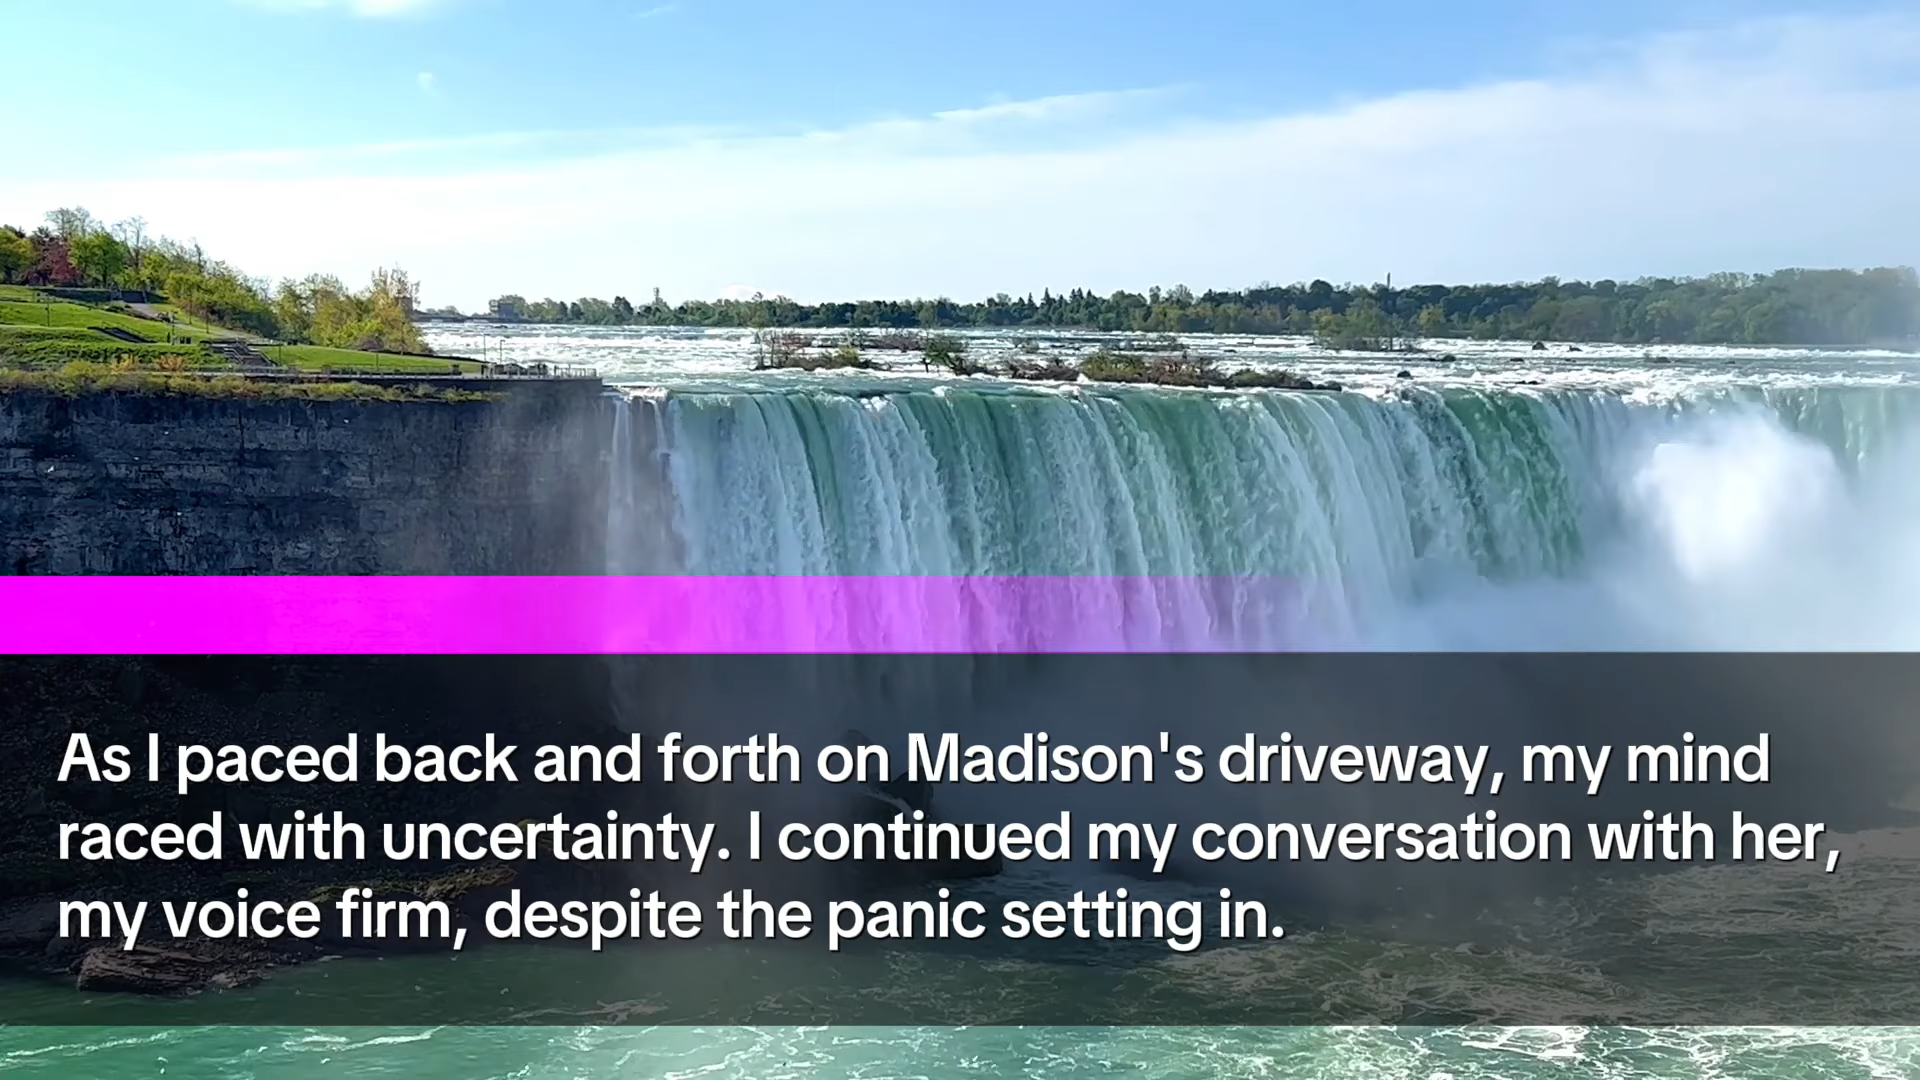 As I paced back and forth on Madison's driveway, my mind
raced with uncertainty. I continued my conversation with her,
my voice firm, despite the panic setting in.